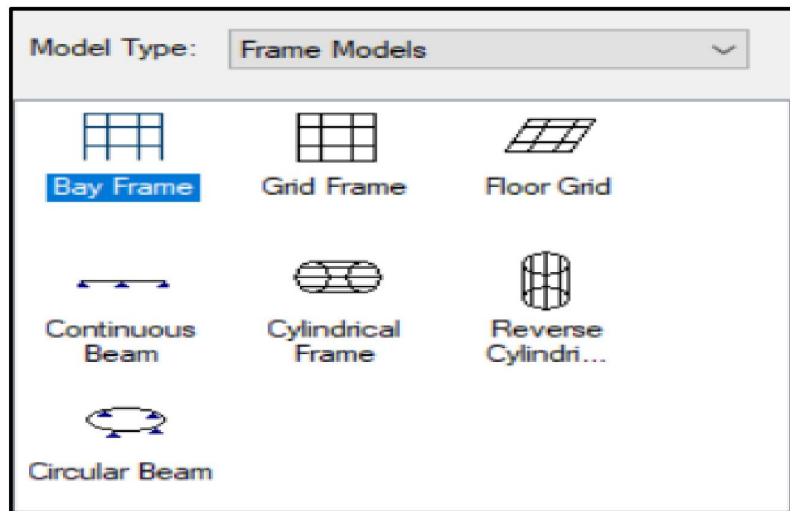 Model Type: Frame Models
Bay Frame
Grid Frame
Floor Grid
Continuous
Beam
Cylindrical
Frame
Reverse
Cylindri...
Circular Beam